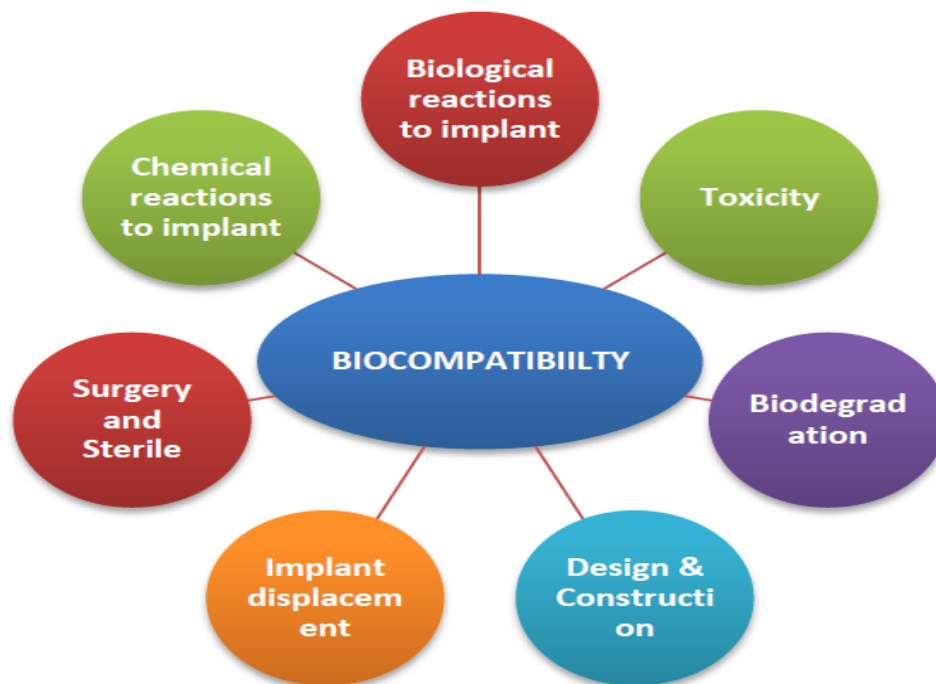 Biological
reactions
to implant
Chemical
reactions
to implant
Toxicity
BIOCOMPATIBIILTY
Surgery
and
Sterile
Biodegrad
ation
Implant
displacem
ent
Design &
Constructi
on